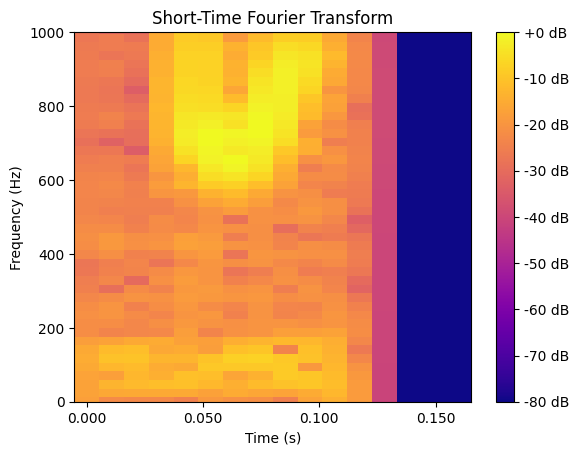 Short-Time Fourier Transform
1000
800
600
400
200
0
Frequency (Hz)
0.000
0.050
0.100
0.150
Time (s)
+0 dB
-10 dB
-20 dB
-30 dB
-40 dB
-50 dB
-60 dB
-70 dB
-80 dB